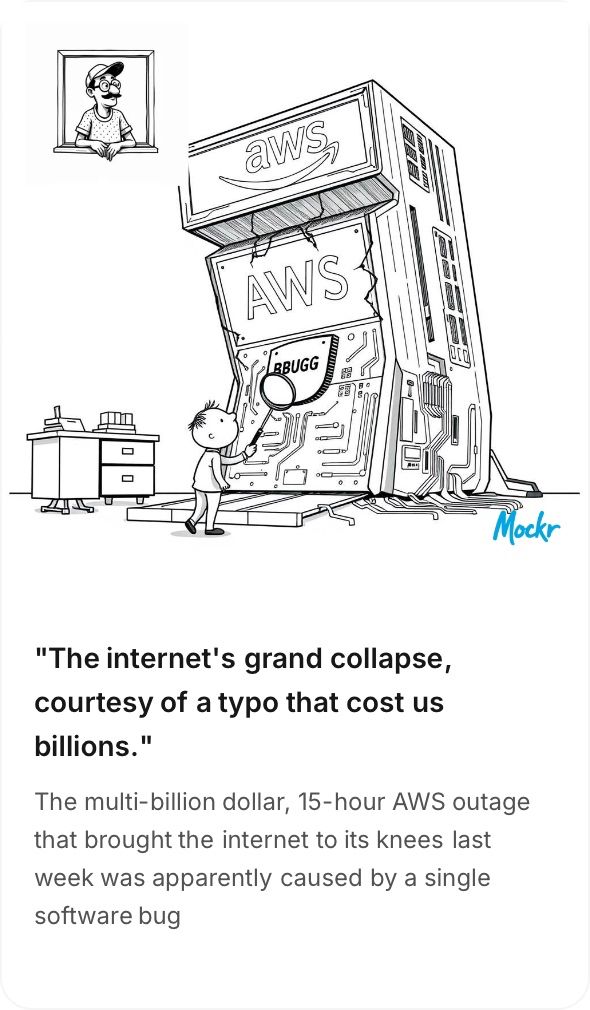 aws
AWS
BBUGG
Mockr
"The internet's grand collapse,
courtesy of a typo that cost us
billions."
The multi-billion dollar, 15-hour AWS outage
that brought the internet to its knees last
week was apparently caused by a single
software bug